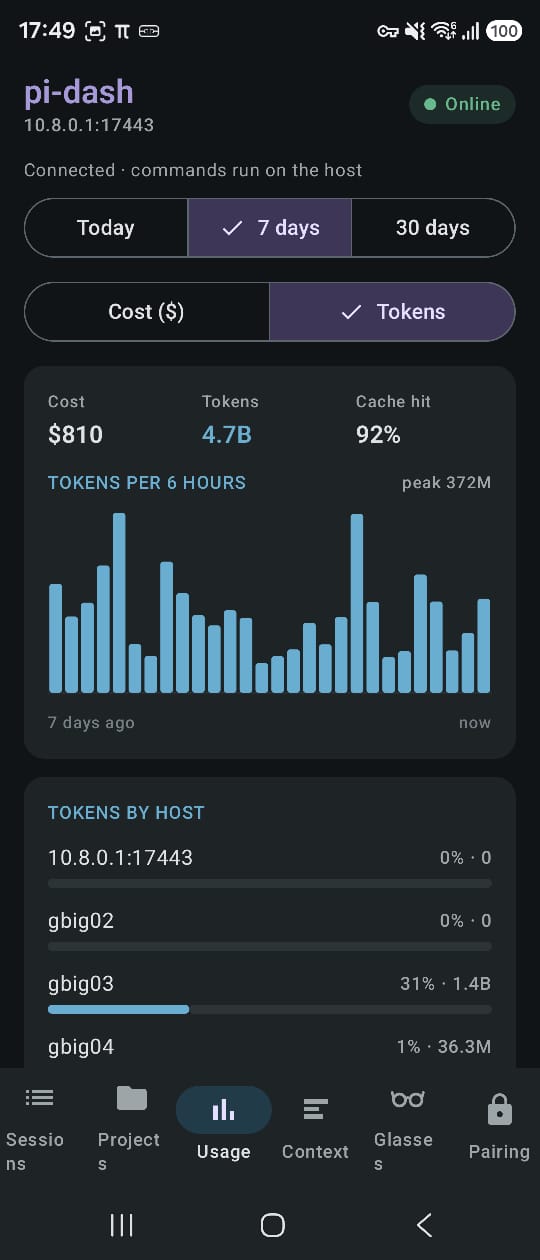 17:49
100
pi-dash
Online
10.8.0.1:17443
Connected · commands run on the host
Today
7 days
30 days
Cost ($)
Tokens
Cost Tokens Cache hit
$810 4.7B 92%
TOKENS PER 6 HOURS peak 372M
7 days ago now
TOKENS BY HOST
10.8.0.1:17443 0% · 0
gbig02 0% · 0
gbig03 31% · 1.4B
gbig04 1% · 36.3M
Sessio
ns
Project
s
Usage
Context
Glasse
s
Pairing